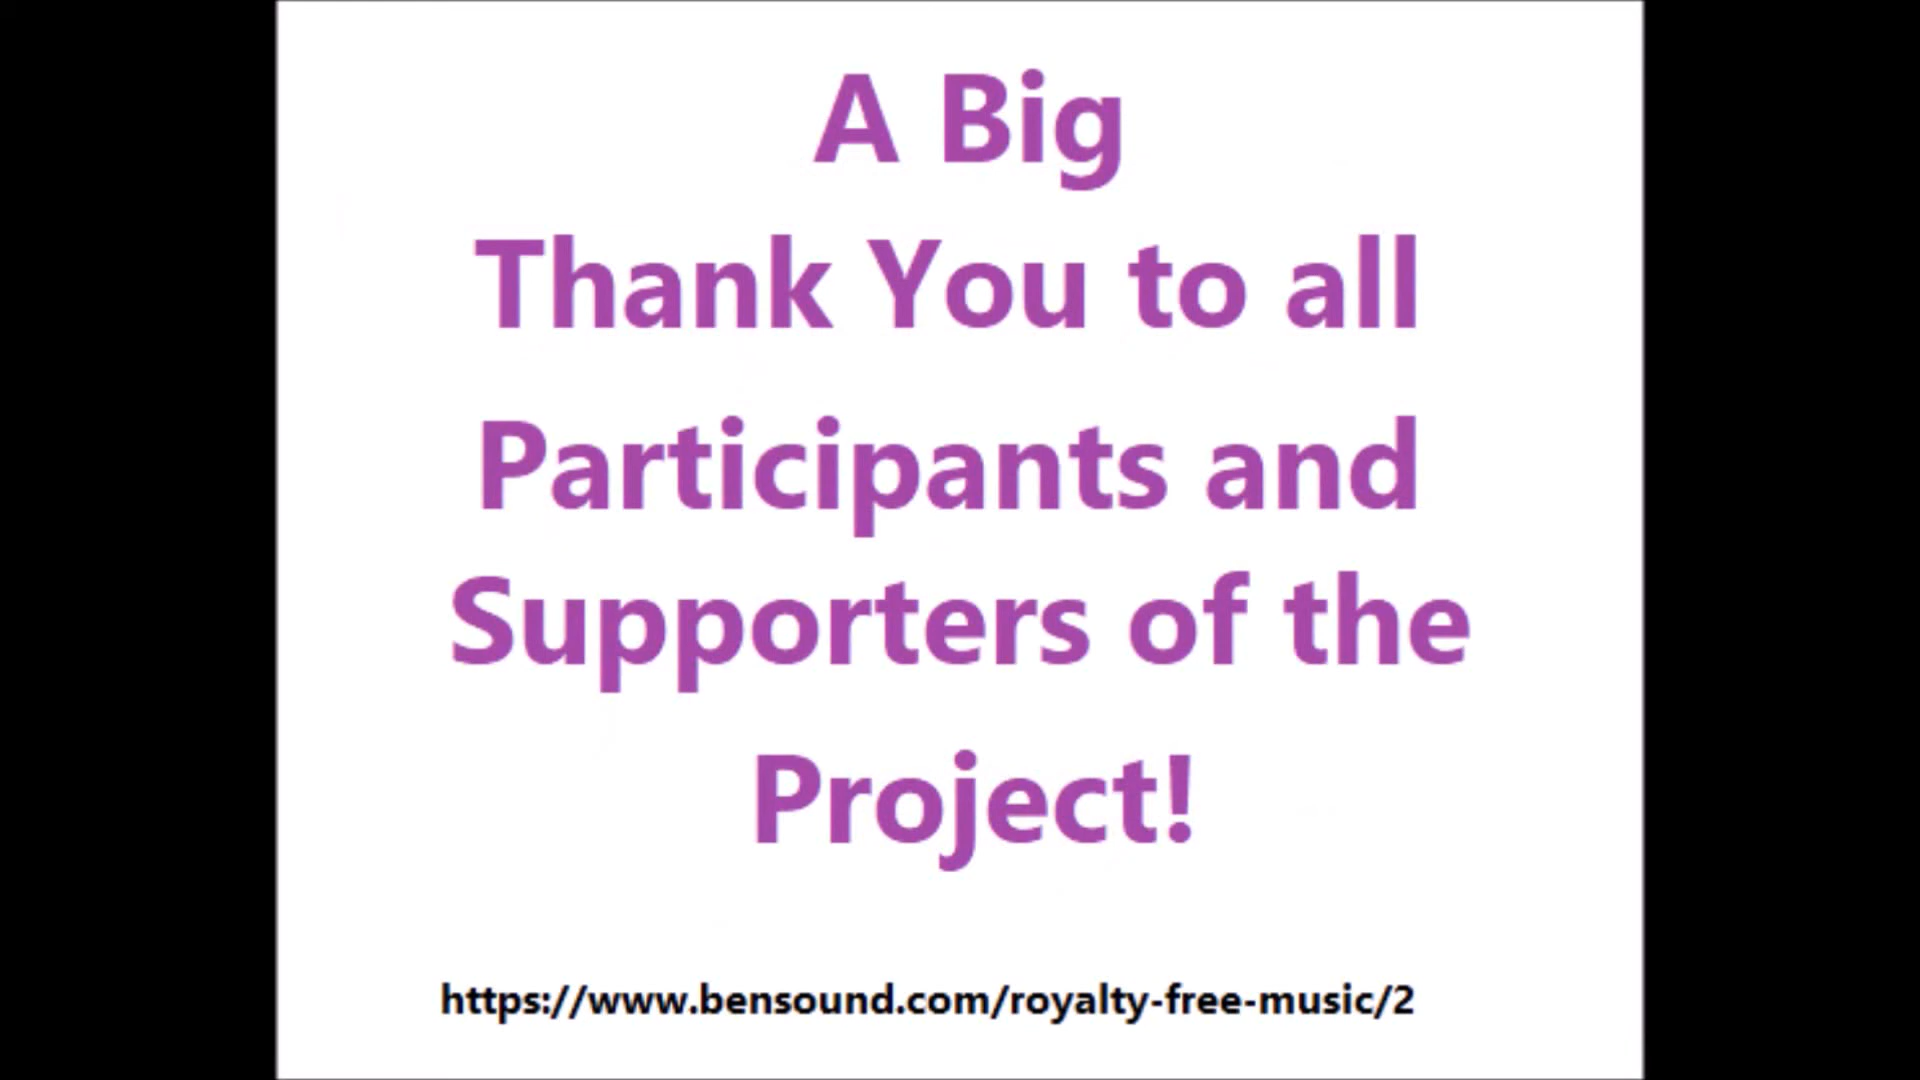 A Big
Thank You to all
Participants and
Supporters of the
Project!
https://www.bensound.com/royalty-free-music/2